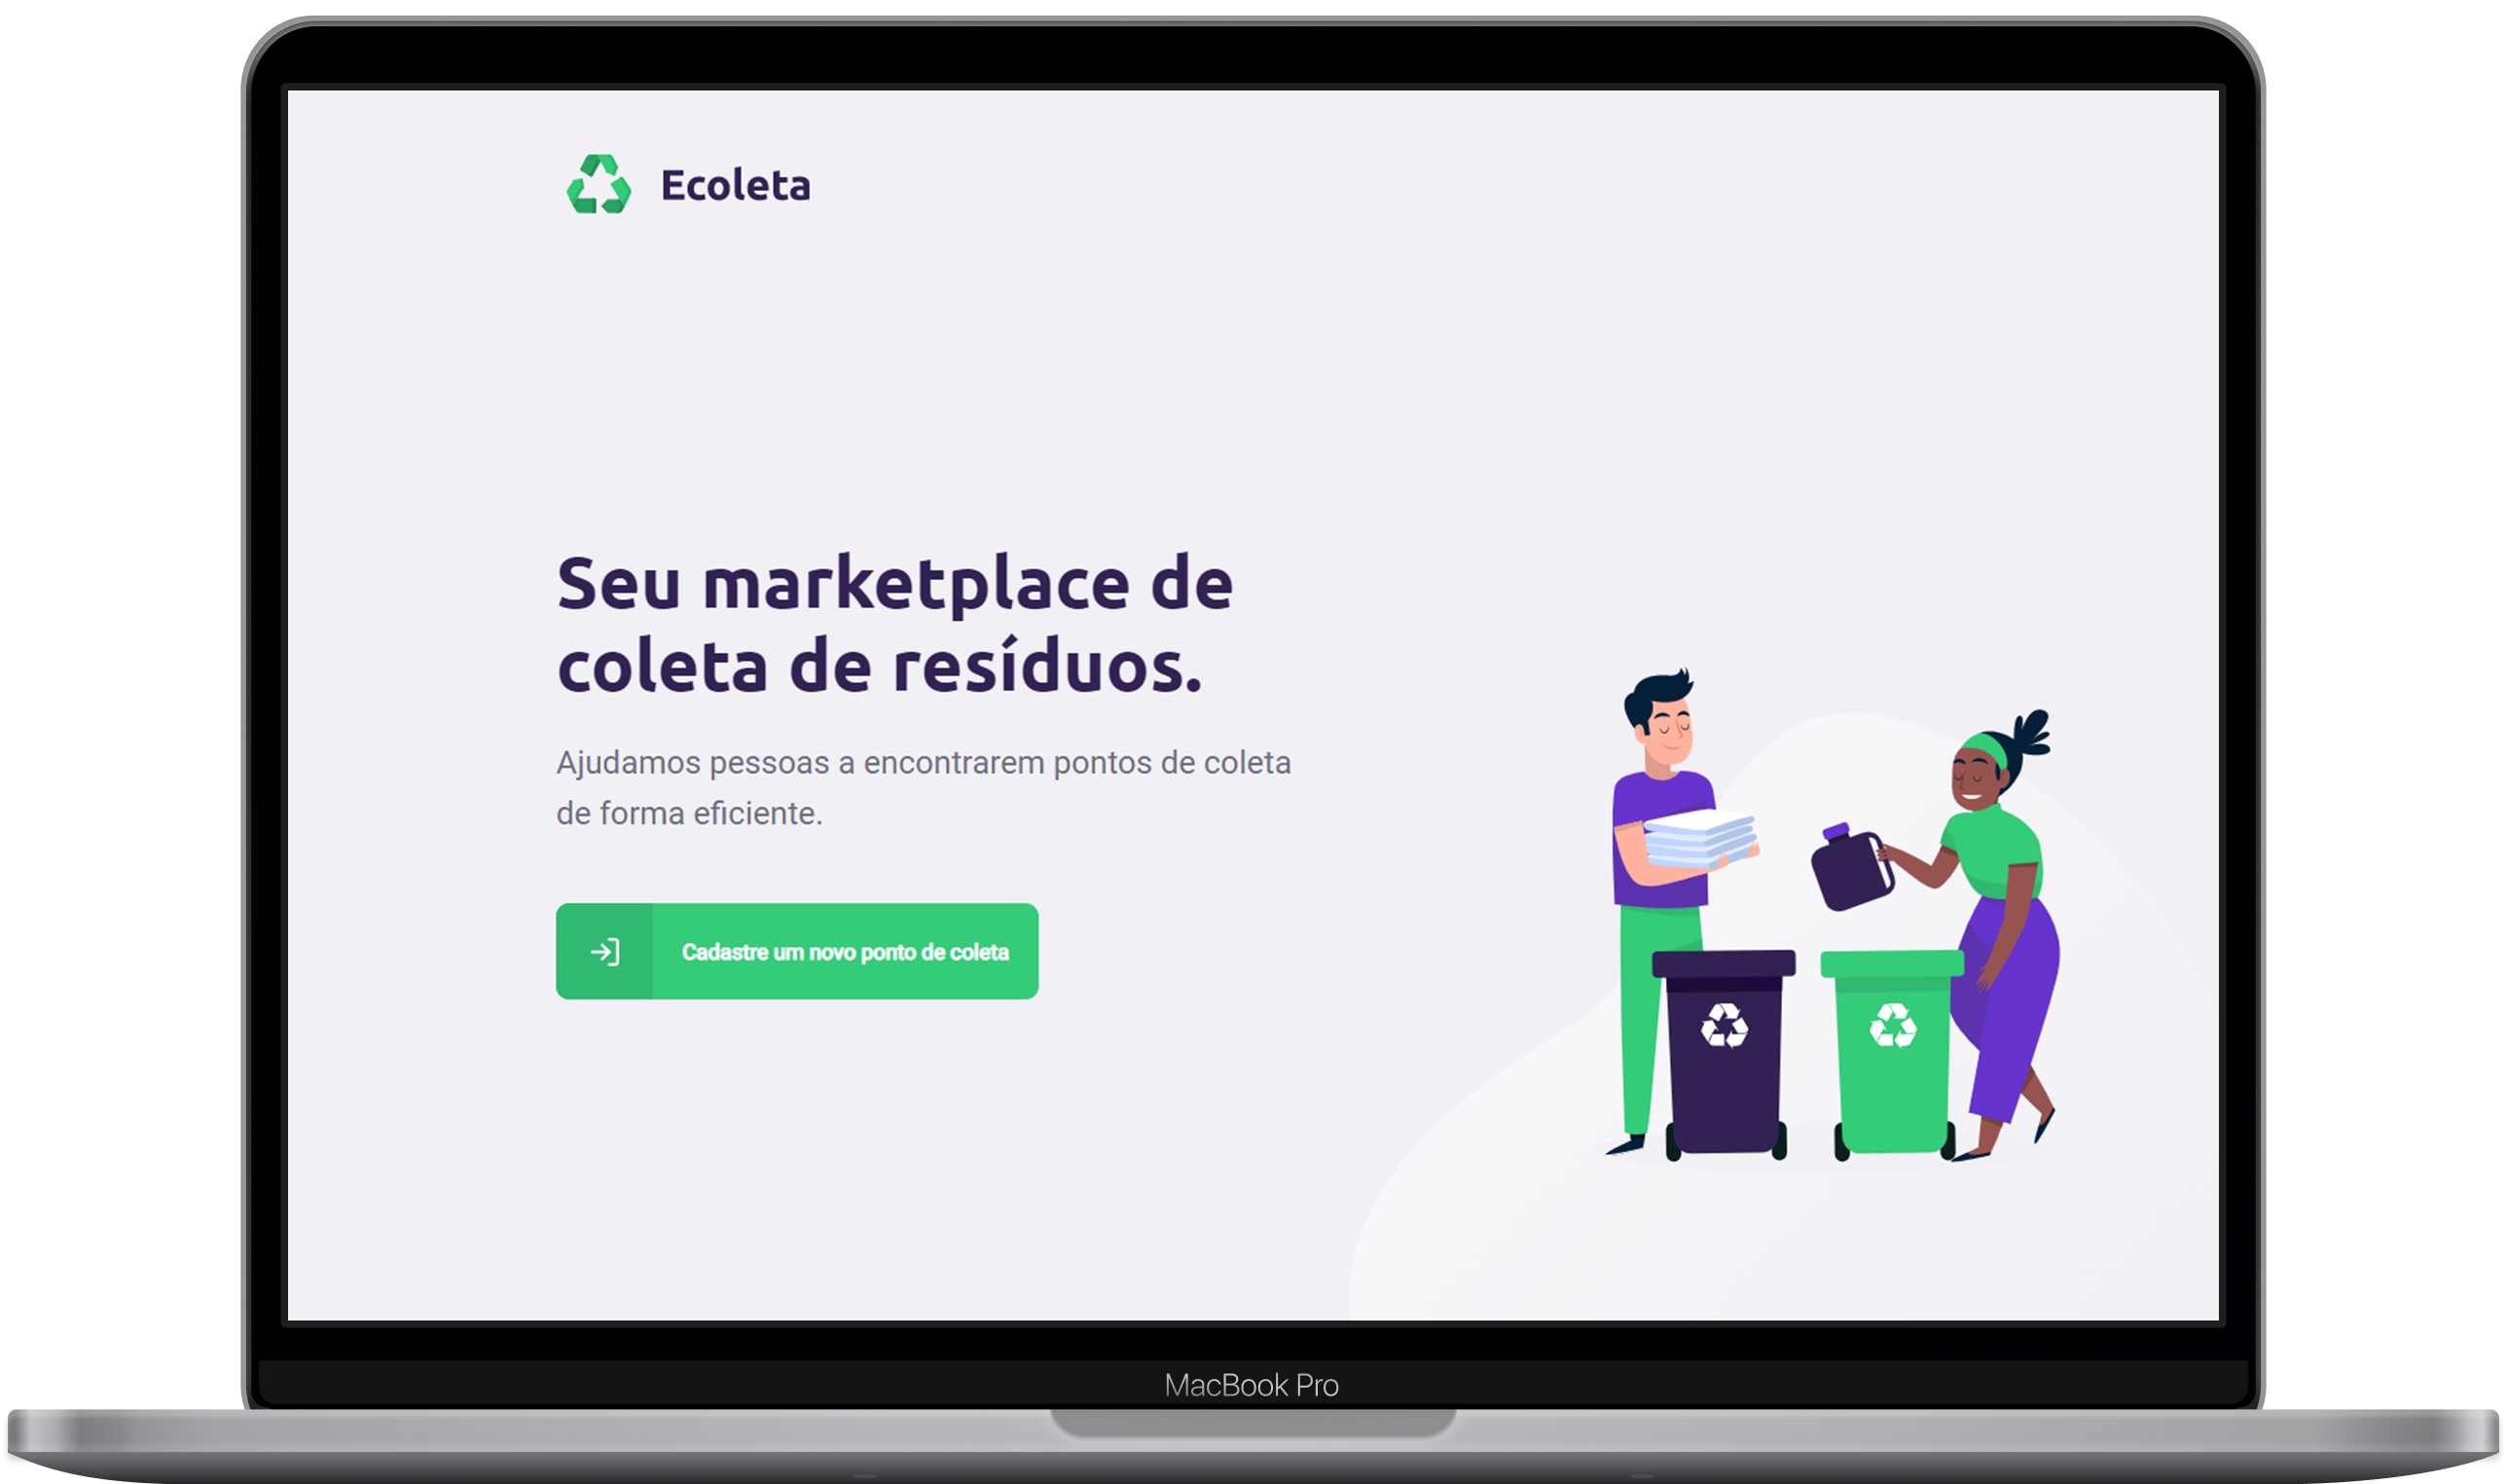 Ecoleta
Seu marketplace de
coleta de resíduos.
Ajudamos pessoas a encontrarem pontos de coleta
de forma eficiente.
Cadastre um novo ponto de coleta
MacBook Pro